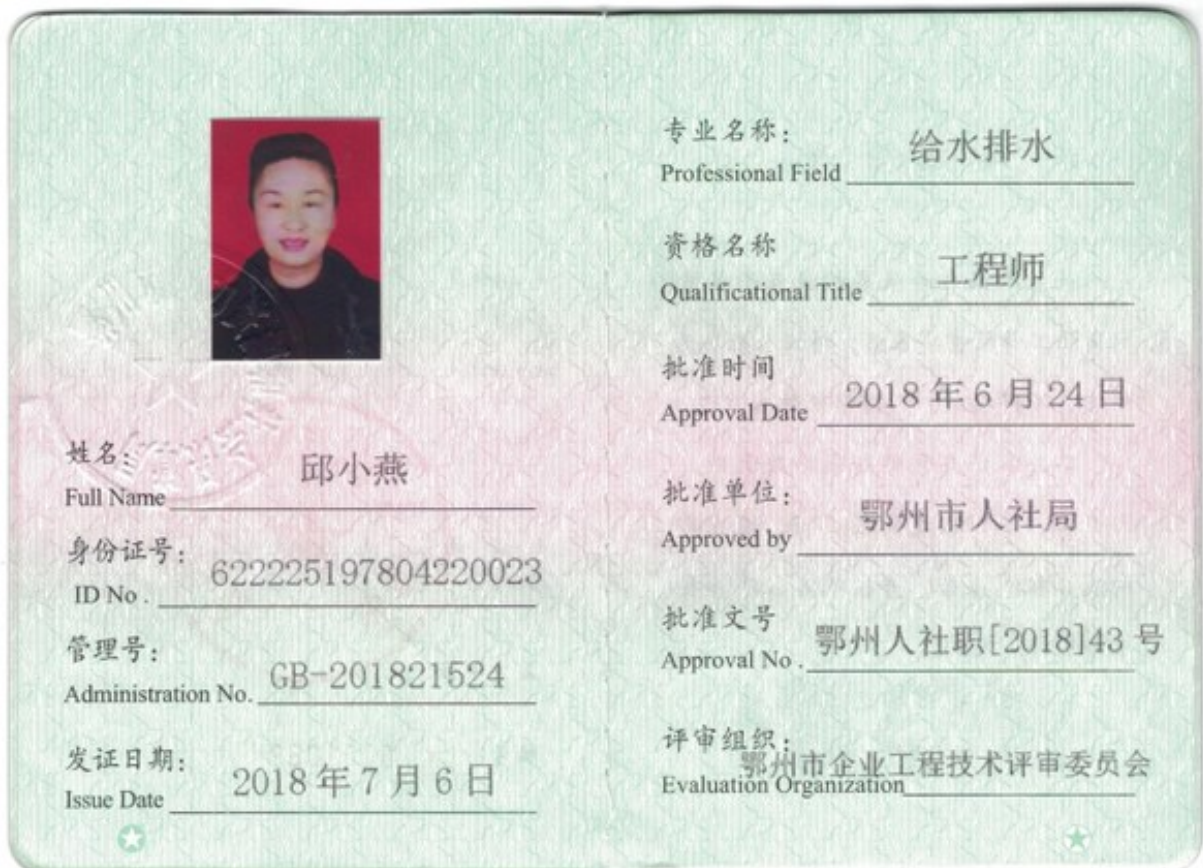 姓名:
邱小燕
Full Name
身份证号:
622225197804220023
ID No .
管理号:
GB-201821524
Administration No.
发证日期:
2018年7月6日
Issue Date
专业名称:
给水排水
Professional Field
资格名称
工程师
Qualificational Title
批准时间
2018年6月24日
Approval Date
批准单位:
鄂州市人社局
Approved by
批准文号
鄂州人社职[2018]43号
Approval No .
评审组织:
鄂州市企业工程技术评审委员会
Evaluation Organization